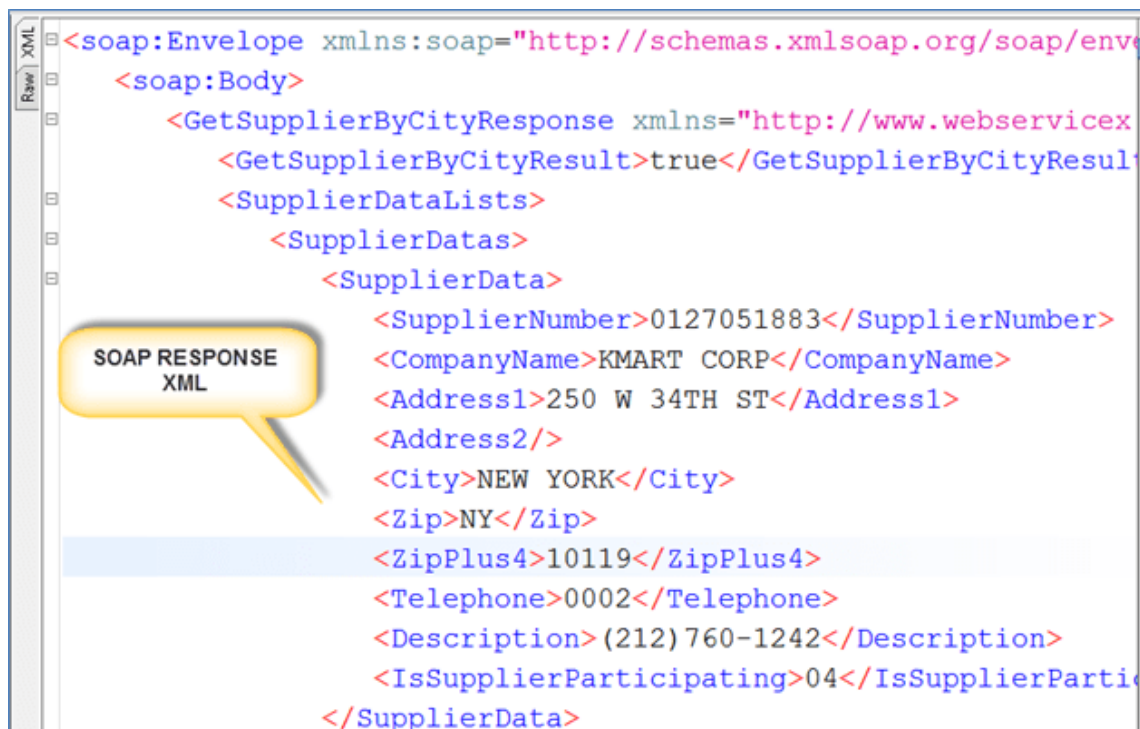 XML
Raw
<soap:Envelope xmlns:soap="http://schemas.xmlsoap.org/soap/enve
<soap:Body>
<GetSupplierByCityResponse xmlns="http://www.webservicex
<GetSupplierByCityResult>true</GetSupplierByCityResult
<SupplierDataLists>
<SupplierDatas>
<SupplierData>
<SupplierNumber>0127051883</SupplierNumber>
<CompanyName>KMART CORP</CompanyName>
<Address1>250 W 34TH ST</Address1>
<Address2/>
<City>NEW YORK</City>
<Zip>NY</Zip>
<ZipPlus4>10119</ZipPlus4>
<Telephone>0002</Telephone>
<Description>(212)760-1242</Description>
<IsSupplierParticipating>04</IsSupplierPartic
</SupplierData>
SOAP RESPONSE
XML